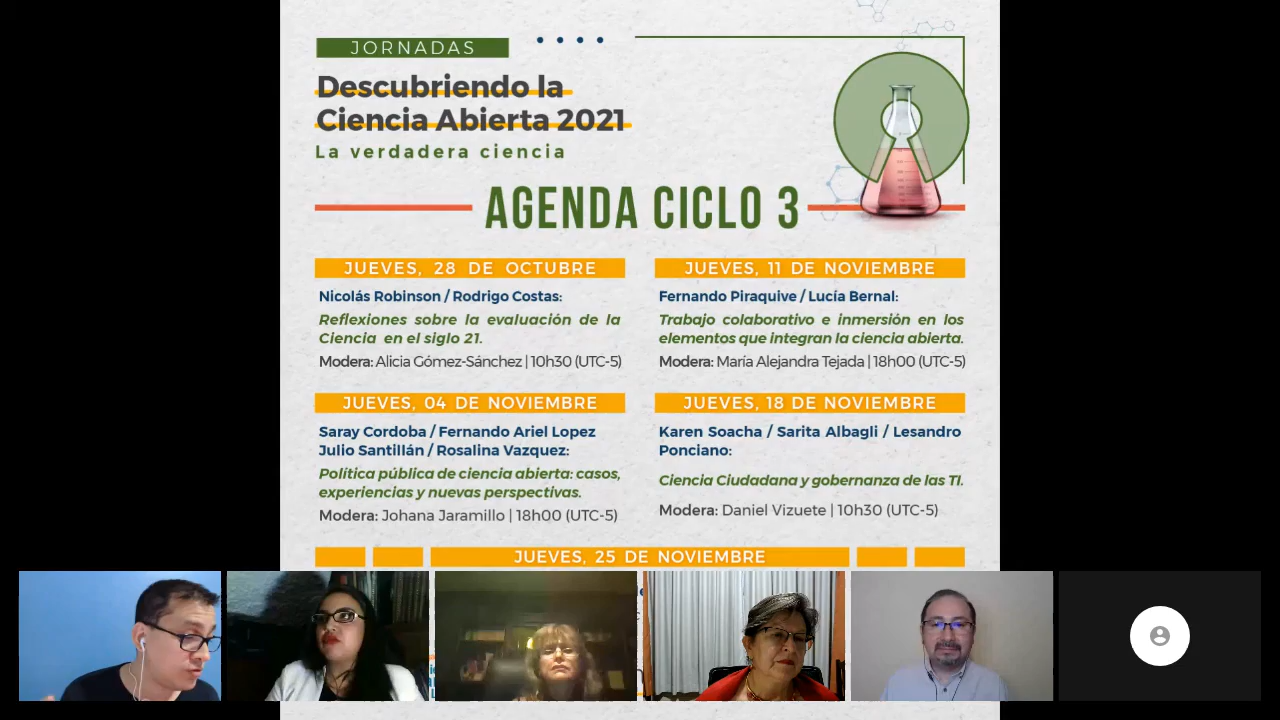 JORNADAS
Descubriendo la
Ciencia Abierta 2021
La verdadera ciencia
AGENDA CICLO 3
JUEVES, 28 DE OCTUBRE
Nicolás Robinson / Rodrigo Costas:
Reflexiones sobre la evaluación de la
Ciencia en el siglo 21.
Modera: Alicia Gómez-Sánchez | 10h30 (UTC-5)
JUEVES, 04 DE NOVIEMBRE
Saray Cordoba / Fernando Ariel Lopez
Julio Santillán / Rosalina Vazquez:
Política pública de ciencia abierta: casos,
experiencias y nuevas perspectivas.
Modera: Johana Jaramillo | 18h00 (UTC-5)
JUEVES, 11 DE NOVIEMBRE
Fernando Piraquive / Lucía Bernal:
Trabajo colaborativo e inmersión en los
elementos que integran la ciencia abierta.
Modera: María Alejandra Tejada | 18h00 (UTC-5)
JUEVES, 18 DE NOVIEMBRE
Karen Soacha / Sarita Albagli / Lesandro
Ponciano:
Ciencia Ciudadana y gobernanza de las TI.
Modera: Daniel Vizuete | 10h30 (UTC-5)
JUEVES, 25 DE NOVIEMBRE